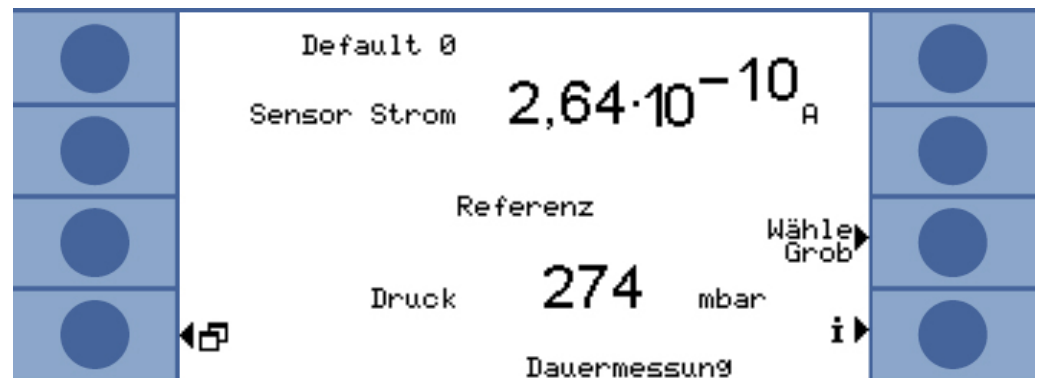 Default 0
Sensor Strom 2,64·10⁻¹⁰ A
Referenz
Wähle
Grob
Druck 274 mbar
i
Dauermessung